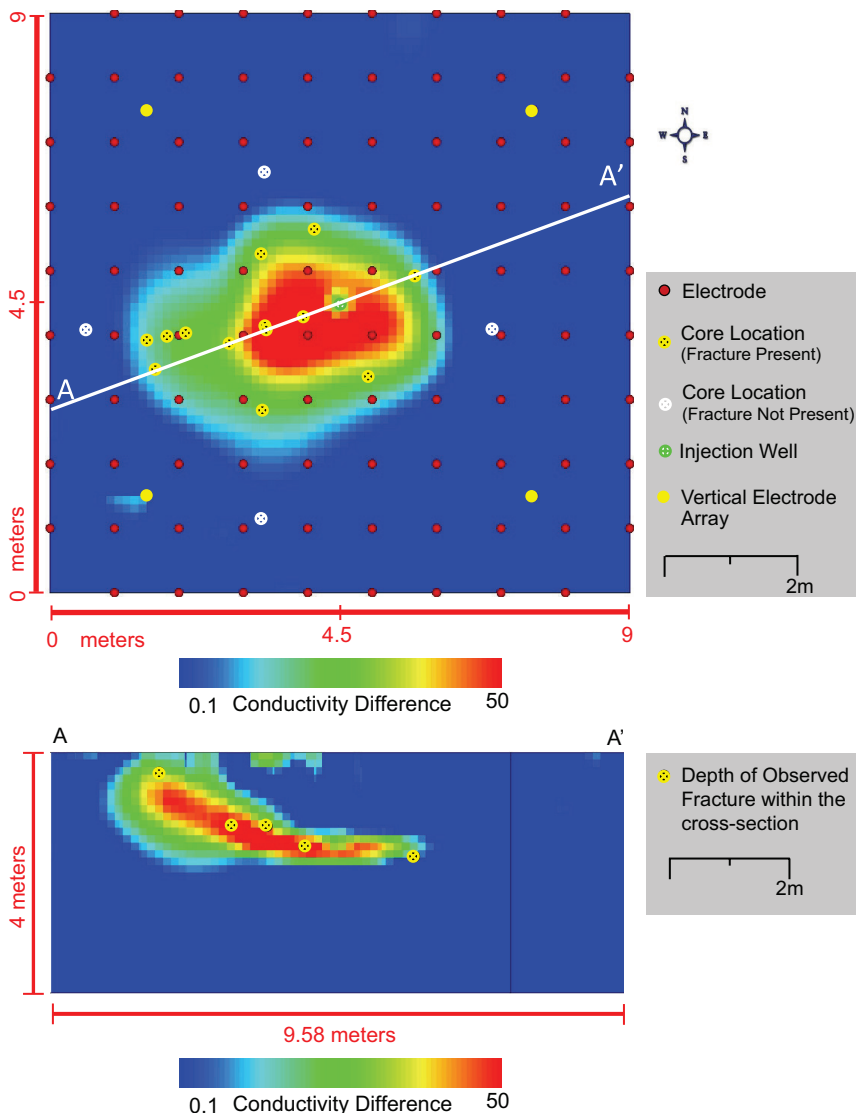 9
N
W E
S
A'
4.5
A
0 meters
0 meters 4.5 9
Electrode
Core Location
(Fracture Present)
Core Location
(Fracture Not Present)
Injection Well
Vertical Electrode
Array
2m
0.1 Conductivity Difference 50
A A'
4 meters
Depth of Observed
Fracture within the
cross-section
2m
9.58 meters
0.1 Conductivity Difference 50